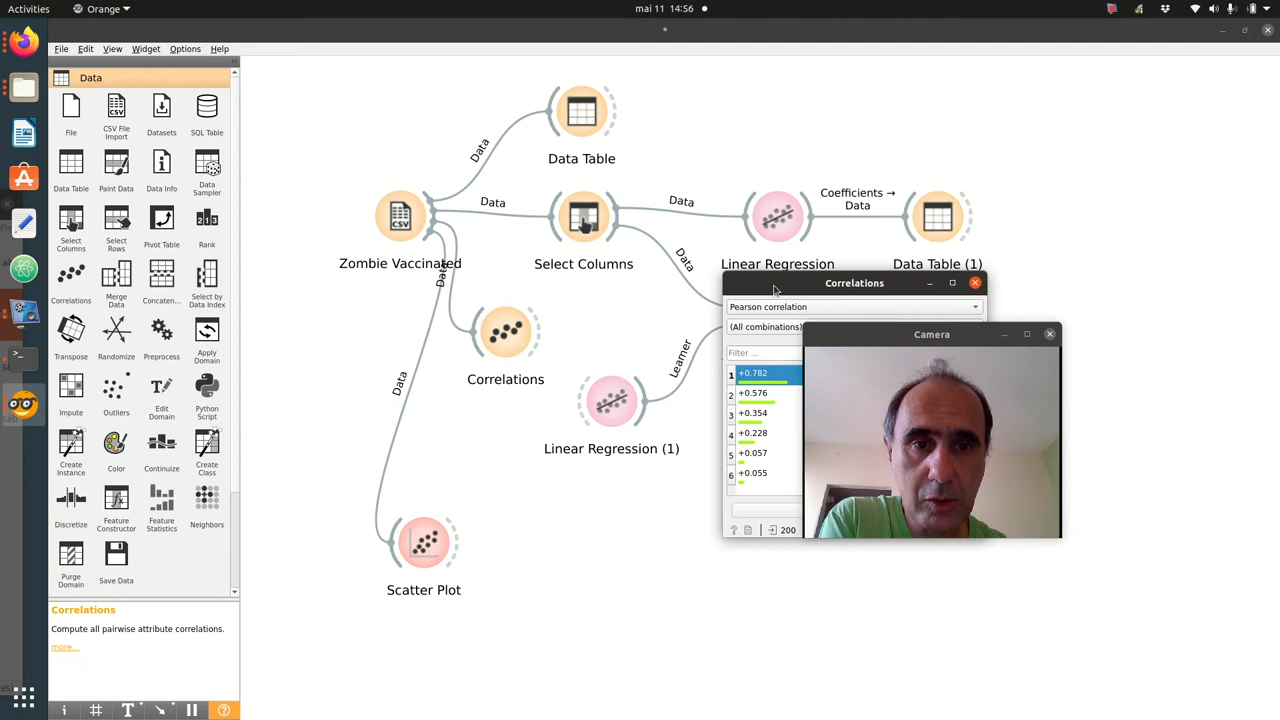 Activities
Orange
mai 11 14:56
*
File Edit View Widget Options Help
Data
File
CSV File Import
Datasets
SQL Table
Data Table
Paint Data
Data Info
Data Sampler
Select Columns
Select Rows
Pivot Table
Rank
Correlations
Merge Data
Concaten...
Select by Data Index
Transpose
Randomize
Preprocess
Apply Domain
Impute
Outliers
Edit Domain
Python Script
Create Instance
Color
Continuize
Create Class
Discretize
Feature Constructor
Feature Statistics
Neighbors
Purge Domain
Save Data
Correlations
Compute all pairwise attribute correlations.
more...
Data
Data Table
Data
Data
Coefficients →
Data
Zombie Vaccinated
Select Columns
Linear Regression
Data Table (1)
Data
Data
Correlations
Data
Learner
Linear Regression (1)
Scatter Plot
Correlations
Pearson correlation
(All combinations)
Filter ...
1 +0.782
2 +0.576
3 +0.354
4 +0.228
5 +0.057
6 +0.055
200
Camera